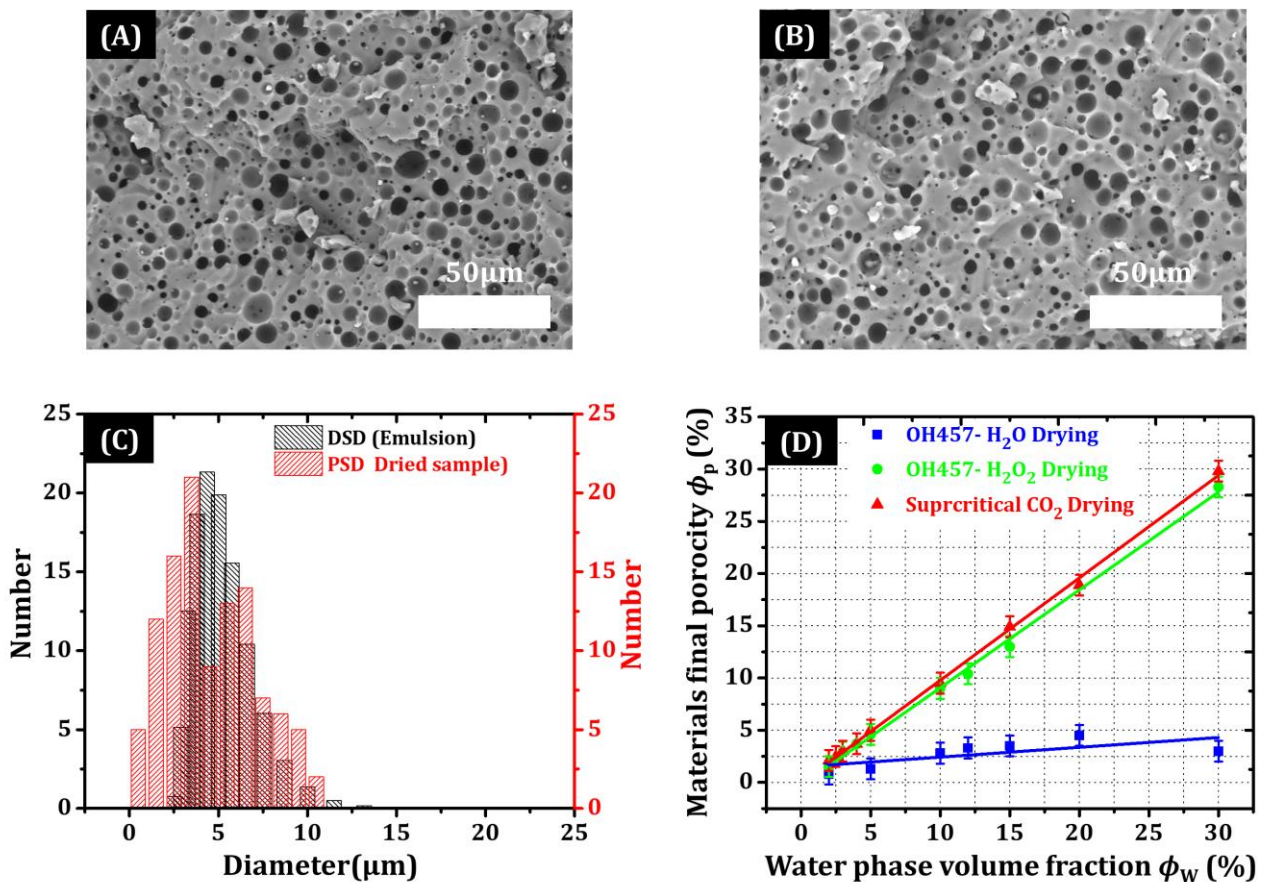 (A)
50μm
(B)
50μm
(C)
DSD (Emulsion)
PSD Dried sample)
Number
25
20
15
10
5
0
0 5 10 15 20 25
Diameter(μm)
25
20
15
10
5
0
Number
(D)
OH457- H₂O Drying
OH457- H₂O₂ Drying
Suprcritical CO₂ Drying
Materials final porocity ϕp (%)
35
30
25
20
15
10
5
0
0 5 10 15 20 25 30
Water phase volume fraction ϕW (%)